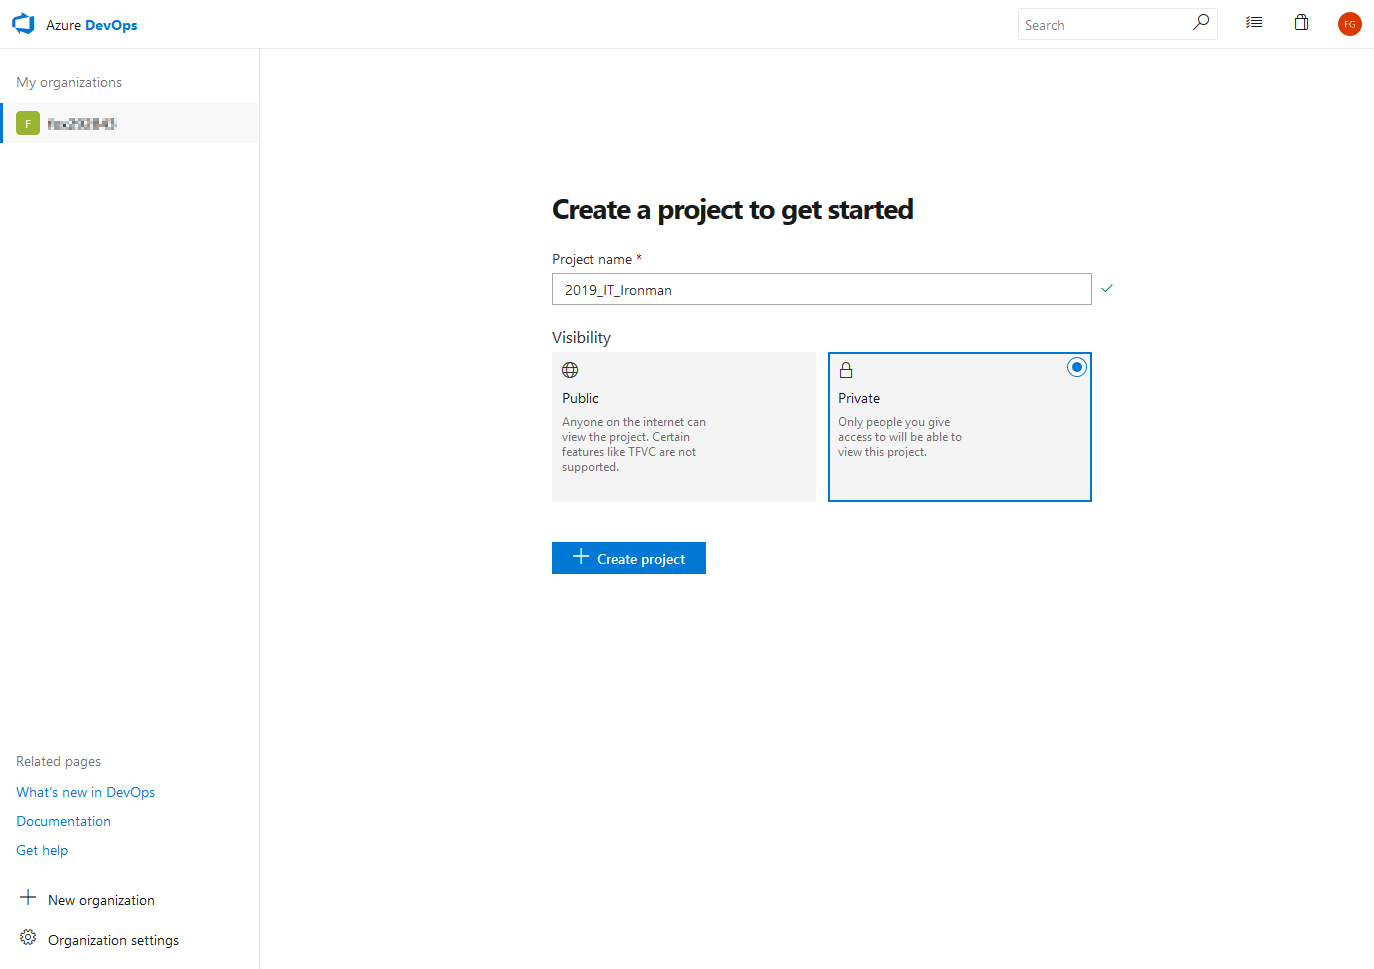 Azure DevOps
Search
FG
My organizations
F
Create a project to get started
Project name *
2019_IT_Ironman
Visibility
Public
Anyone on the internet can
view the project. Certain
features like TFVC are not
supported.
Private
Only people you give
access to will be able to
view this project.
Create project
Related pages
What's new in DevOps
Documentation
Get help
New organization
Organization settings